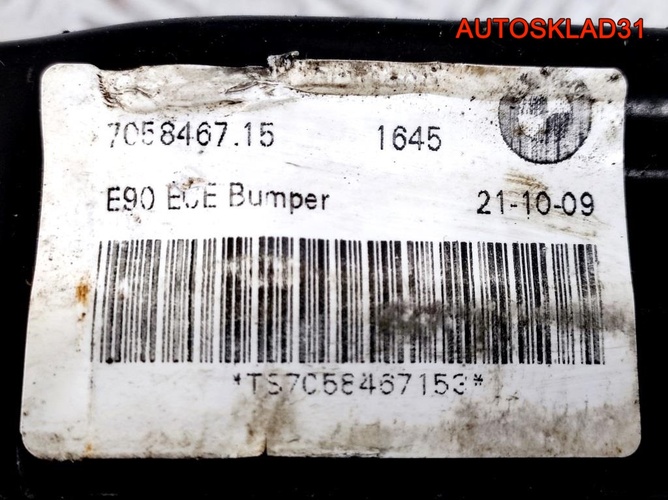 AUTOSKLAD31
7058467.15 1645
E90 ECE Bumper 21-10-09
*TS7058467153*